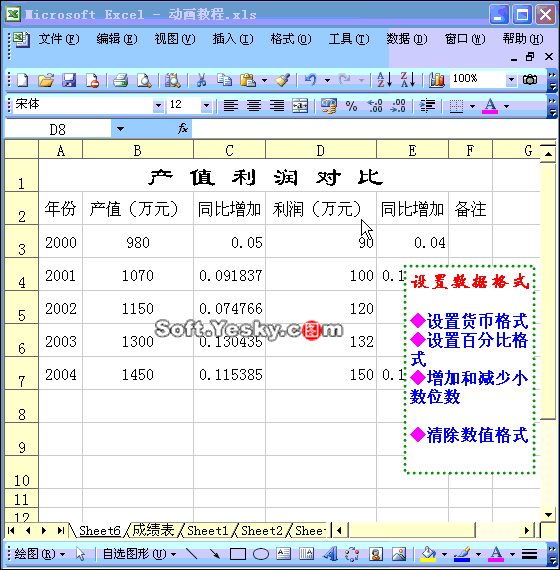 Microsoft Excel - 动画教程.xls
文件(F) 编辑(E) 视图(V) 插入(I) 格式(O) 工具(T) 数据(D) 窗口(W) 帮助(H)
100%
宋体 12
D8 fx
A B C D E F G
1 产值利润对比
2 年份 产值（万元） 同比增加 利润（万元） 同比增加 备注
3 2000 980 0.05 90 0.04
4 2001 1070 0.091837 100 0.1
5 2002 1150 0.074766 120
6 2003 1300 0.130435 132
7 2004 1450 0.115385 150 0.1
8
9
10
11
12
设置数据格式
◆设置货币格式
◆设置百分比格
式
◆增加和减少小
数位数
◆清除数值格式
Soft.Yesky.c图m
Sheet6 成绩表 Sheet1 Sheet2 Shee
绘图(R) 自选图形(U)